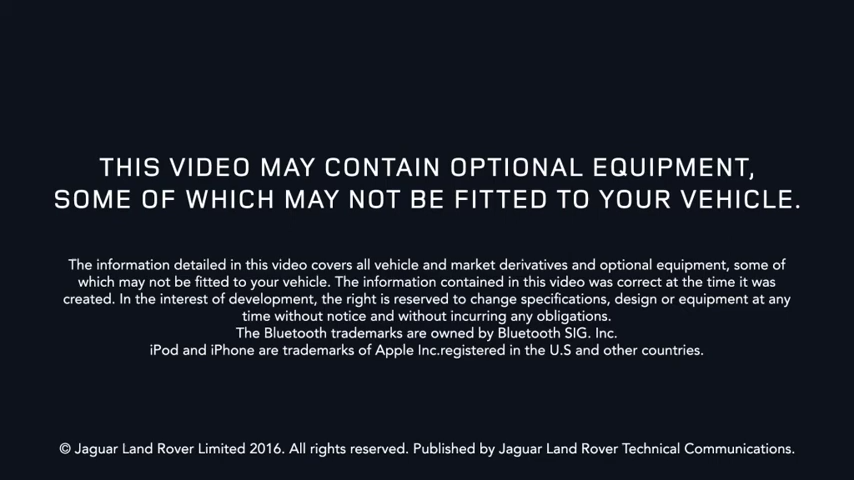 THIS VIDEO MAY CONTAIN OPTIONAL EQUIPMENT,
SOME OF WHICH MAY NOT BE FITTED TO YOUR VEHICLE.
The information detailed in this video covers all vehicle and market derivatives and optional equipment, some of
which may not be fitted to your vehicle. The information contained in this video was correct at the time it was
created. In the interest of development, the right is reserved to change specifications, design or equipment at any
time without notice and without incurring any obligations.
The Bluetooth trademarks are owned by Bluetooth SIG. Inc.
iPod and iPhone are trademarks of Apple Inc.registered in the U.S and other countries.
© Jaguar Land Rover Limited 2016. All rights reserved. Published by Jaguar Land Rover Technical Communications.